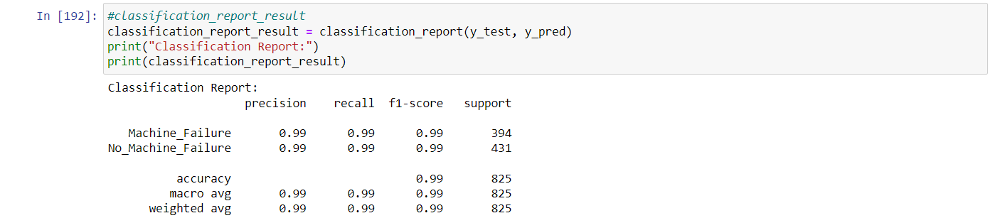 In [192]: #classification_report_result
classification_report_result = classification_report(y_test, y_pred)
print("Classification Report:")
print(classification_report_result)
Classification Report:
precision recall f1-score support
Machine_Failure 0.99 0.99 0.99 394
No_Machine_Failure 0.99 0.99 0.99 431
accuracy 0.99 825
macro avg 0.99 0.99 0.99 825
weighted avg 0.99 0.99 0.99 825